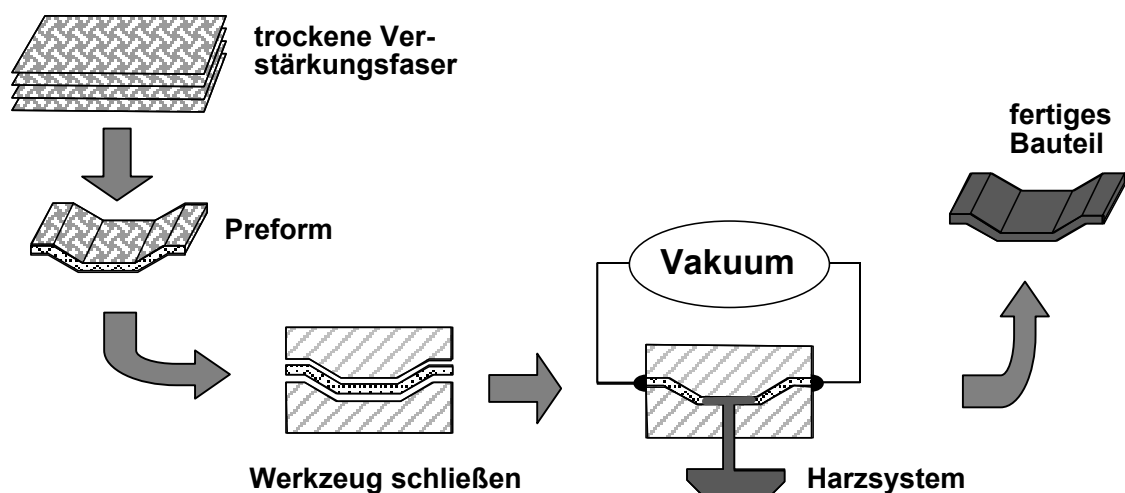 trockene Ver-
stärkungsfaser
Preform
Werkzeug schließen
Vakuum
Harzsystem
fertiges
Bauteil